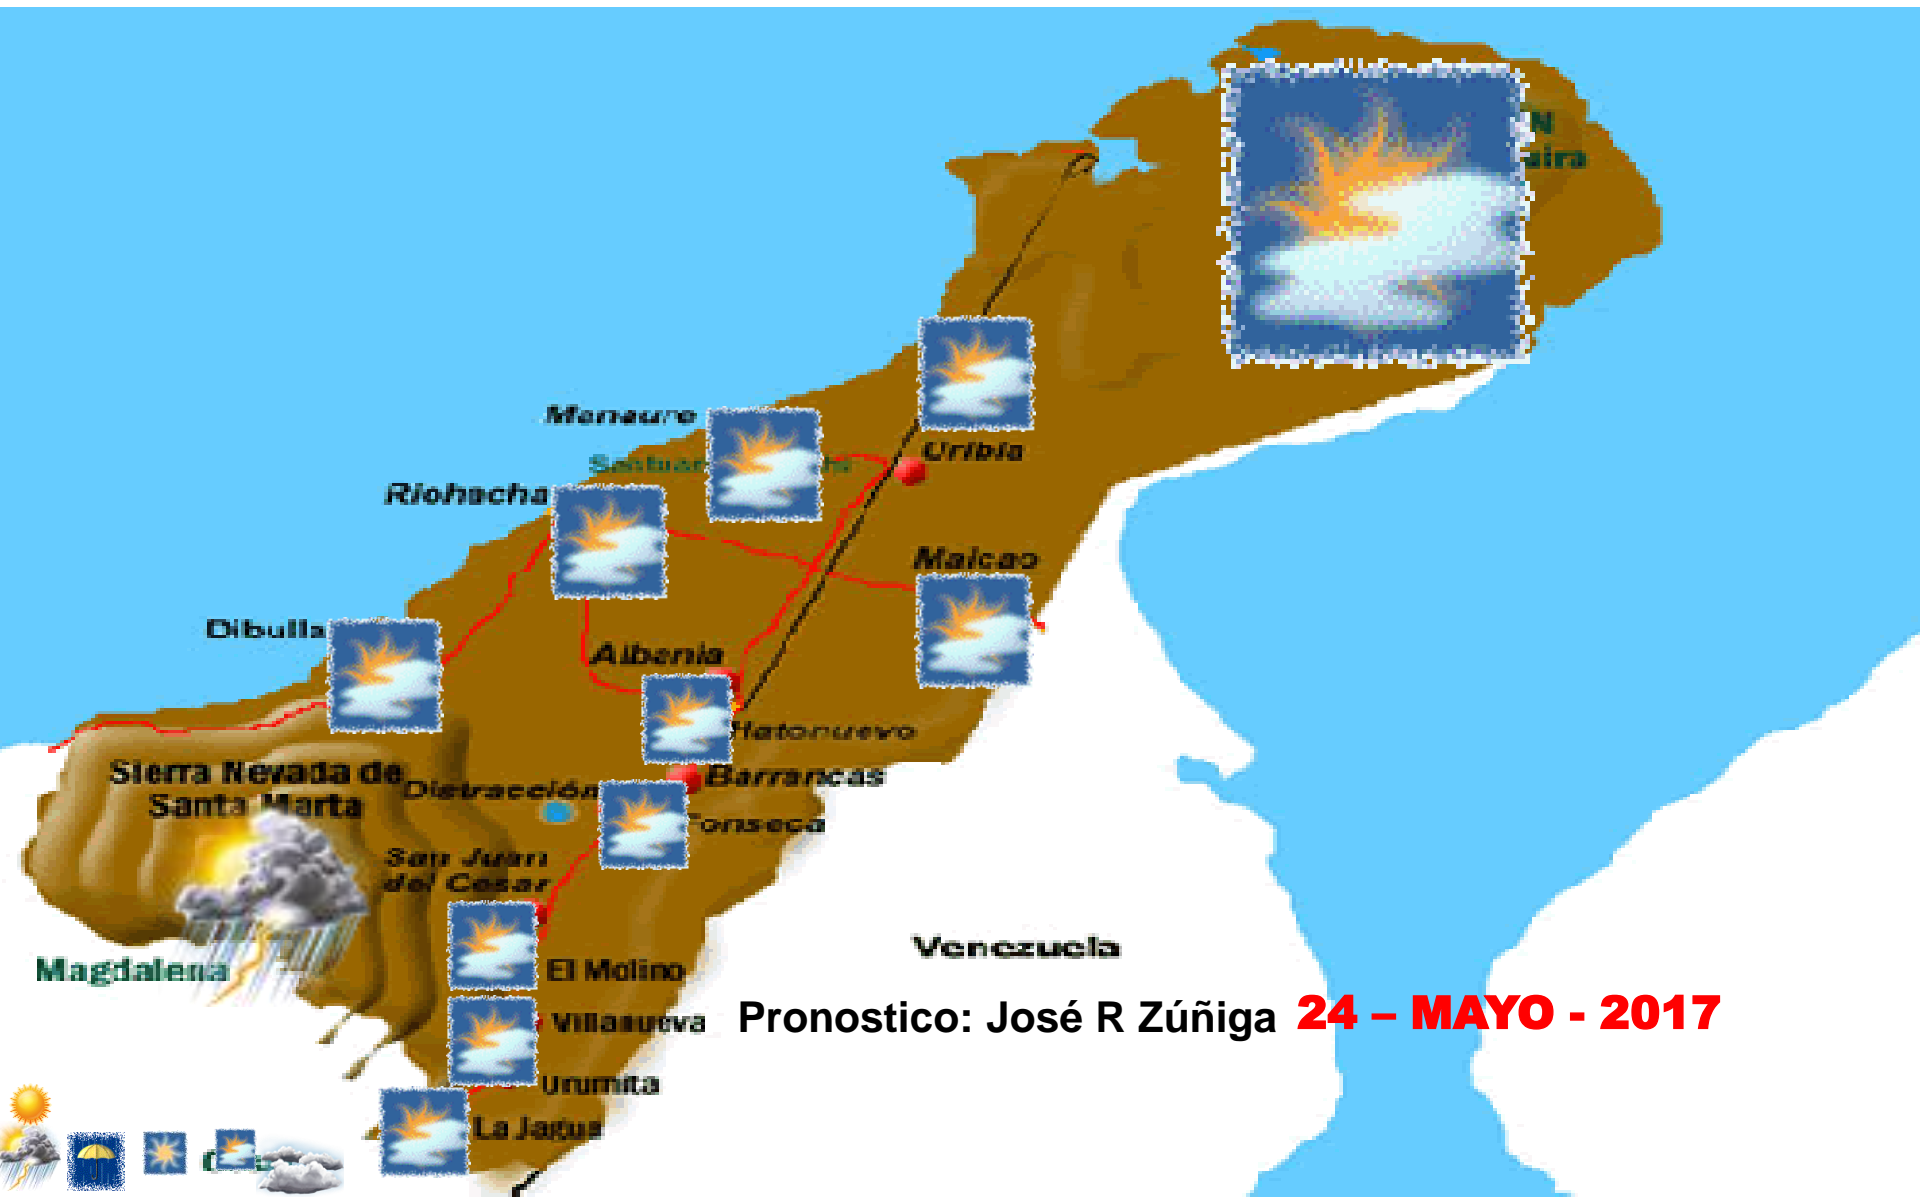 N
aira
Manaure
Uribia
Riohacha
Maicao
Dibulla
Albania
Hatonuevo
Sierra Nevada de
Santa Marta
Distracción
Barrancas
Fonseca
San Juan
del Cesar
Venezuela
Magdalena
El Molino
Villanueva
Pronostico: José R Zúñiga 24 – MAYO - 2017
Urumita
La Jagua